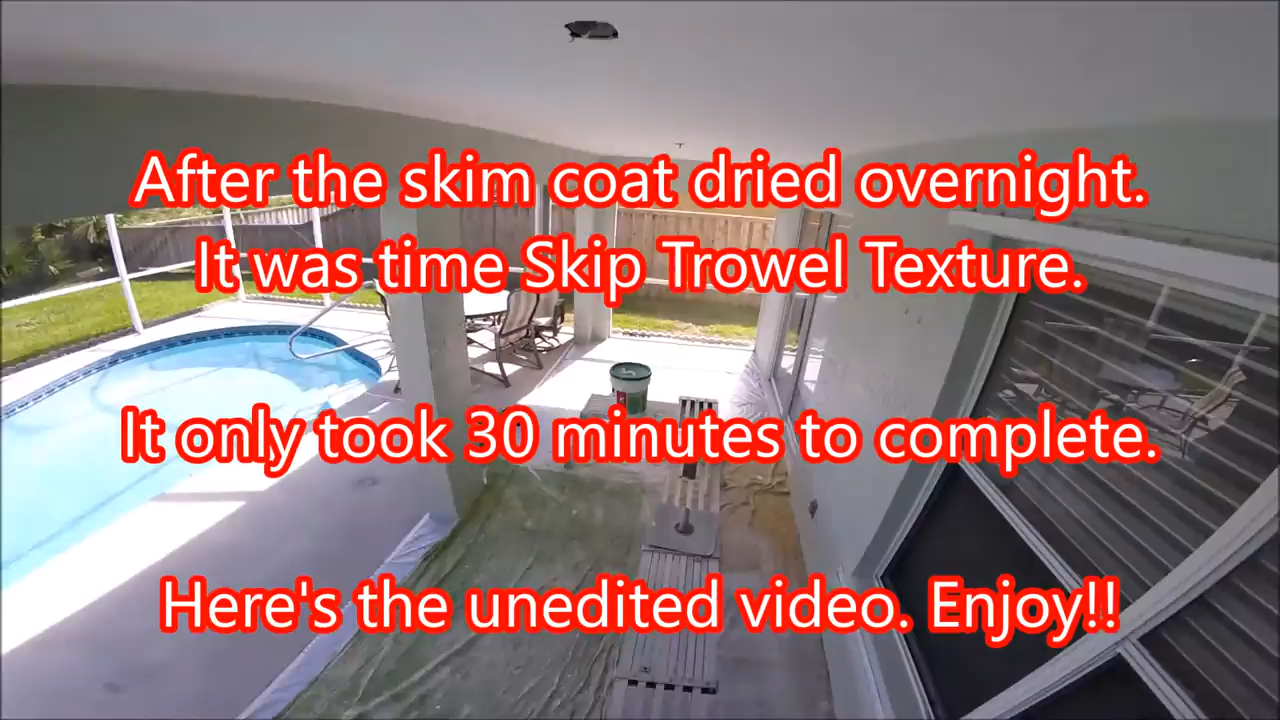 After the skim coat dried overnight.
It was time Skip Trowel Texture.
It only took 30 minutes to complete.
Here's the unedited video. Enjoy!!